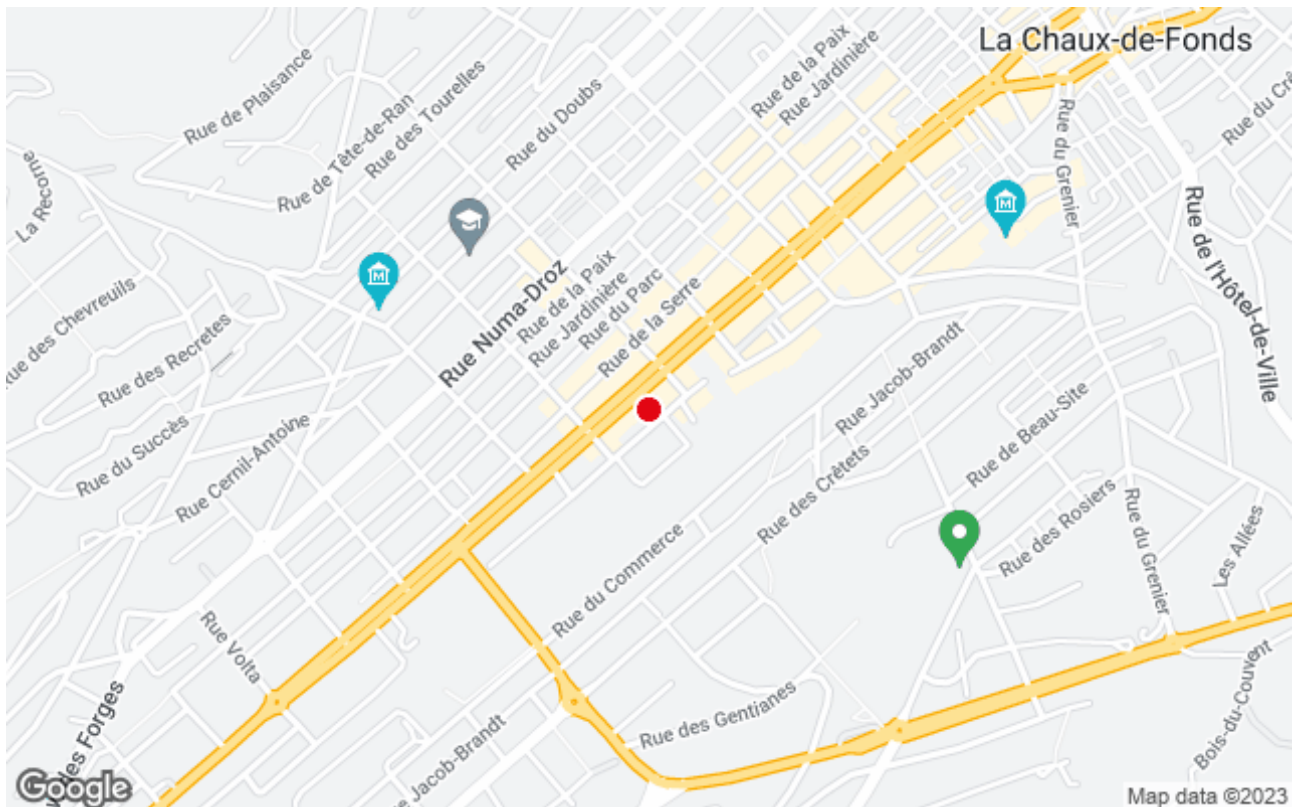 La Chaux-de-Fonds
Rue de la Paix
Rue Jardinière
Rue de Plaisance
Rue de Tête-de-Ran
Rue des Tourelles
Rue du Doubs
Rue du Grenier
Rue du Crê
La Recorne
Rue de l'Hôtel-de-Ville
Rue Numa-Droz
Rue de la Paix
Rue Jardinière
Rue du Parc
Rue de la Serre
Rue des Chevreuils
Rue des Recretes
Rue Jacob-Brandt
Rue de Beau-Site
Rue du Succès
Rue Cernil-Antoine
Rue des Crêtets
Rue des Rosiers
Rue du Grenier
Les Allées
Rue du Commerce
Rue Volta
des Forges
Rue des Gentianes
Bois-du-Couvent
Jacob-Brandt
Google
Map data ©2023